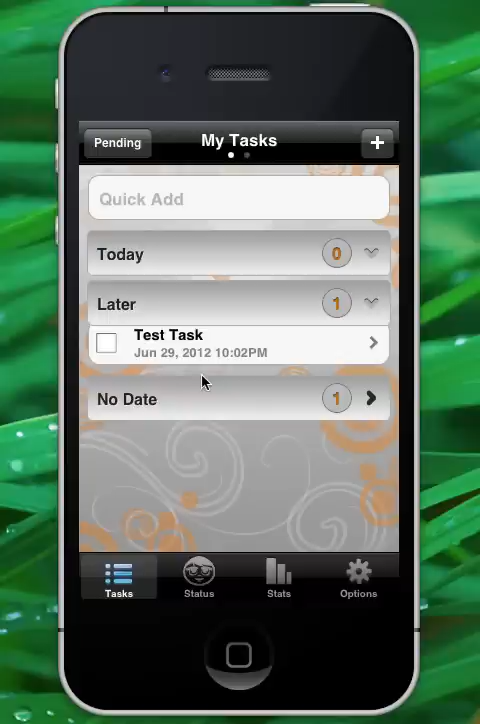 Pending
My Tasks
+
Quick Add
Today
0
Later
1
Test Task
Jun 29, 2012 10:02PM
No Date
1
Tasks
Status
Stats
Options